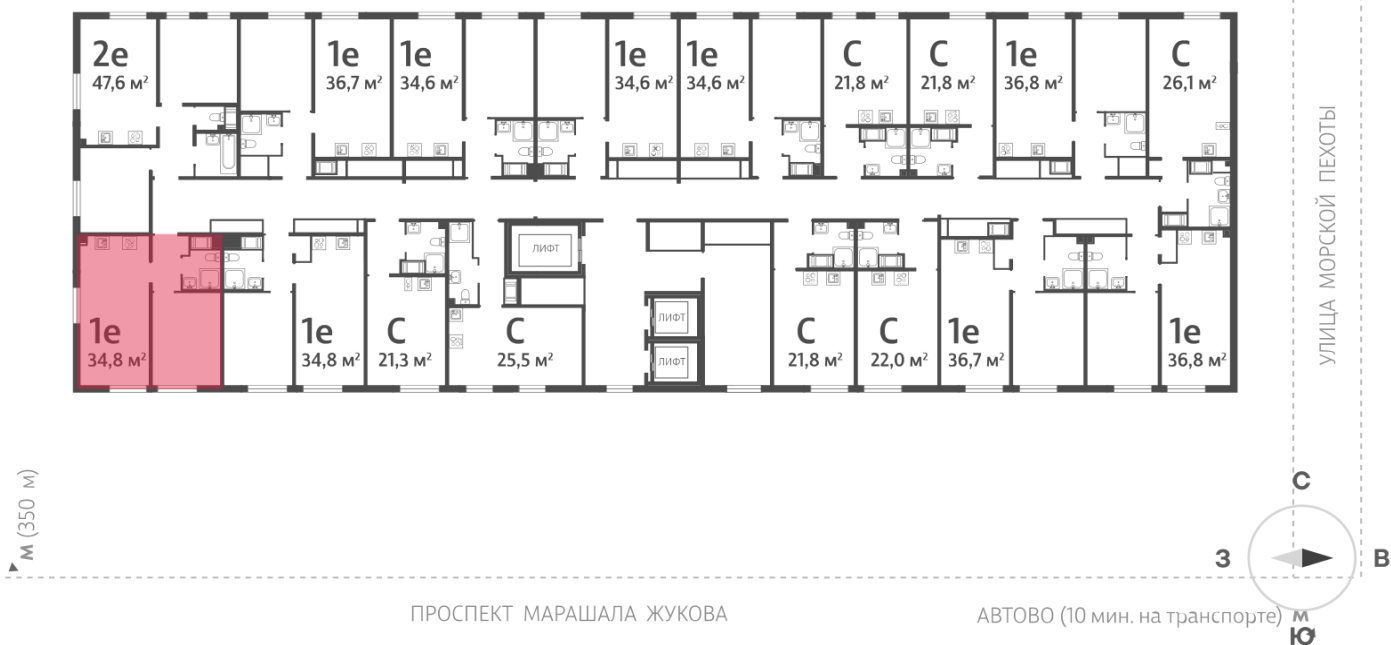 2е
47,6 м²
1е
36,7 м²
1е
34,6 м²
1е
34,6 м²
1е
34,6 м²
С
21,8 м²
С
21,8 м²
1е
36,8 м²
С
26,1 м²
УЛИЦА МОРСКОЙ ПЕХОТЫ
ЛИФТ
ЛИФТ
ЛИФТ
1е
34,8 м²
1е
34,8 м²
С
21,3 м²
С
25,5 м²
С
21,8 м²
С
22,0 м²
1е
36,7 м²
1е
36,8 м²
м (350 м)
С
З
В
Ю
ПРОСПЕКТ МАРАШАЛА ЖУКОВА
АВТОВО (10 мин. на транспорте) м